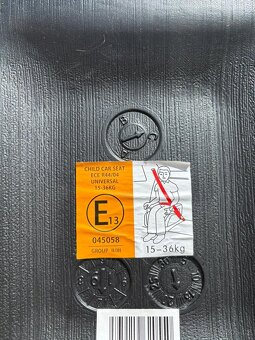 CHILD CAR SEAT
ECE R44/04
UNIVERSAL
15-36KG
E13
045058
GROUP II/III
15-36kg